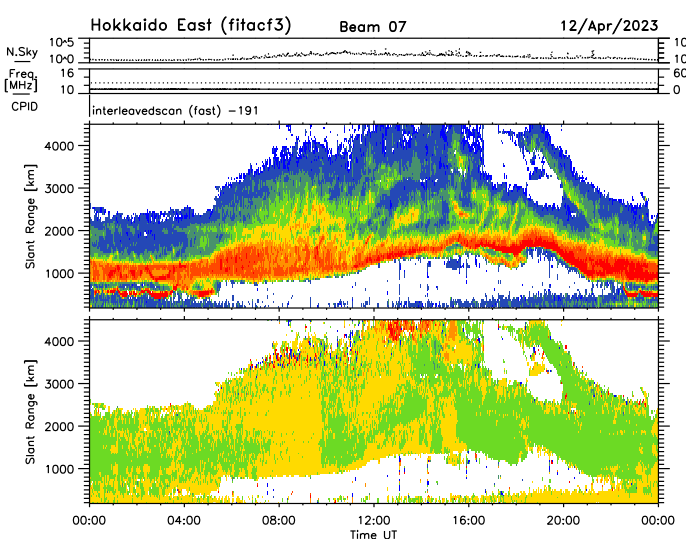 Hokkaido East (fitacf3) Beam 07 12/Apr/2023
N.Sky 10^5 10^0 10 10
Freq. [MHz] 16 10 60 0
CPID interleavedscan (fast) -191
Slant Range [km] 4000 3000 2000 1000
Slant Range [km] 4000 3000 2000 1000
00:00 04:00 08:00 12:00 16:00 20:00 00:00
Time UT